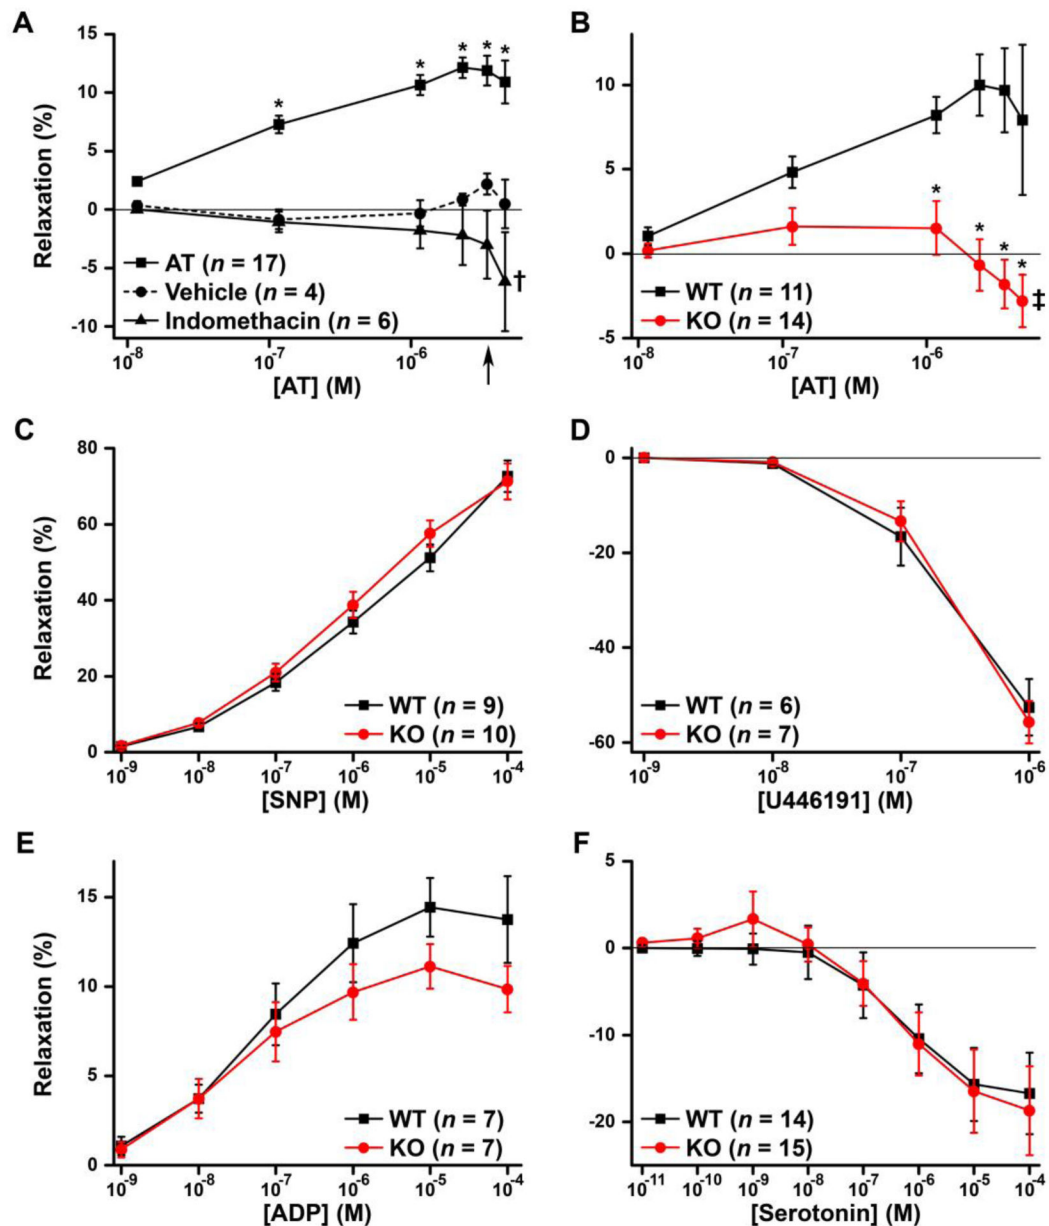 A
15
10
5
0
-5
-10
Relaxation (%)
* * * * * *
AT (n = 17)
Vehicle (n = 4)
Indomethacin (n = 6)
†
10-8 10-7 10-6
[AT] (M)
B
10
5
0
-5
* * * *
WT (n = 11)
KO (n = 14)
‡
10-8 10-7 10-6
[AT] (M)
C
80
60
40
20
0
Relaxation (%)
WT (n = 9)
KO (n = 10)
10-9 10-8 10-7 10-6 10-5 10-4
[SNP] (M)
D
0
-20
-40
-60
WT (n = 6)
KO (n = 7)
10-9 10-8 10-7 10-6
[U446191] (M)
E
15
10
5
0
Relaxation (%)
WT (n = 7)
KO (n = 7)
10-9 10-8 10-7 10-6 10-5 10-4
[ADP] (M)
F
5
0
-10
-20
WT (n = 14)
KO (n = 15)
10-11 10-10 10-9 10-8 10-7 10-6 10-5 10-4
[Serotonin] (M)